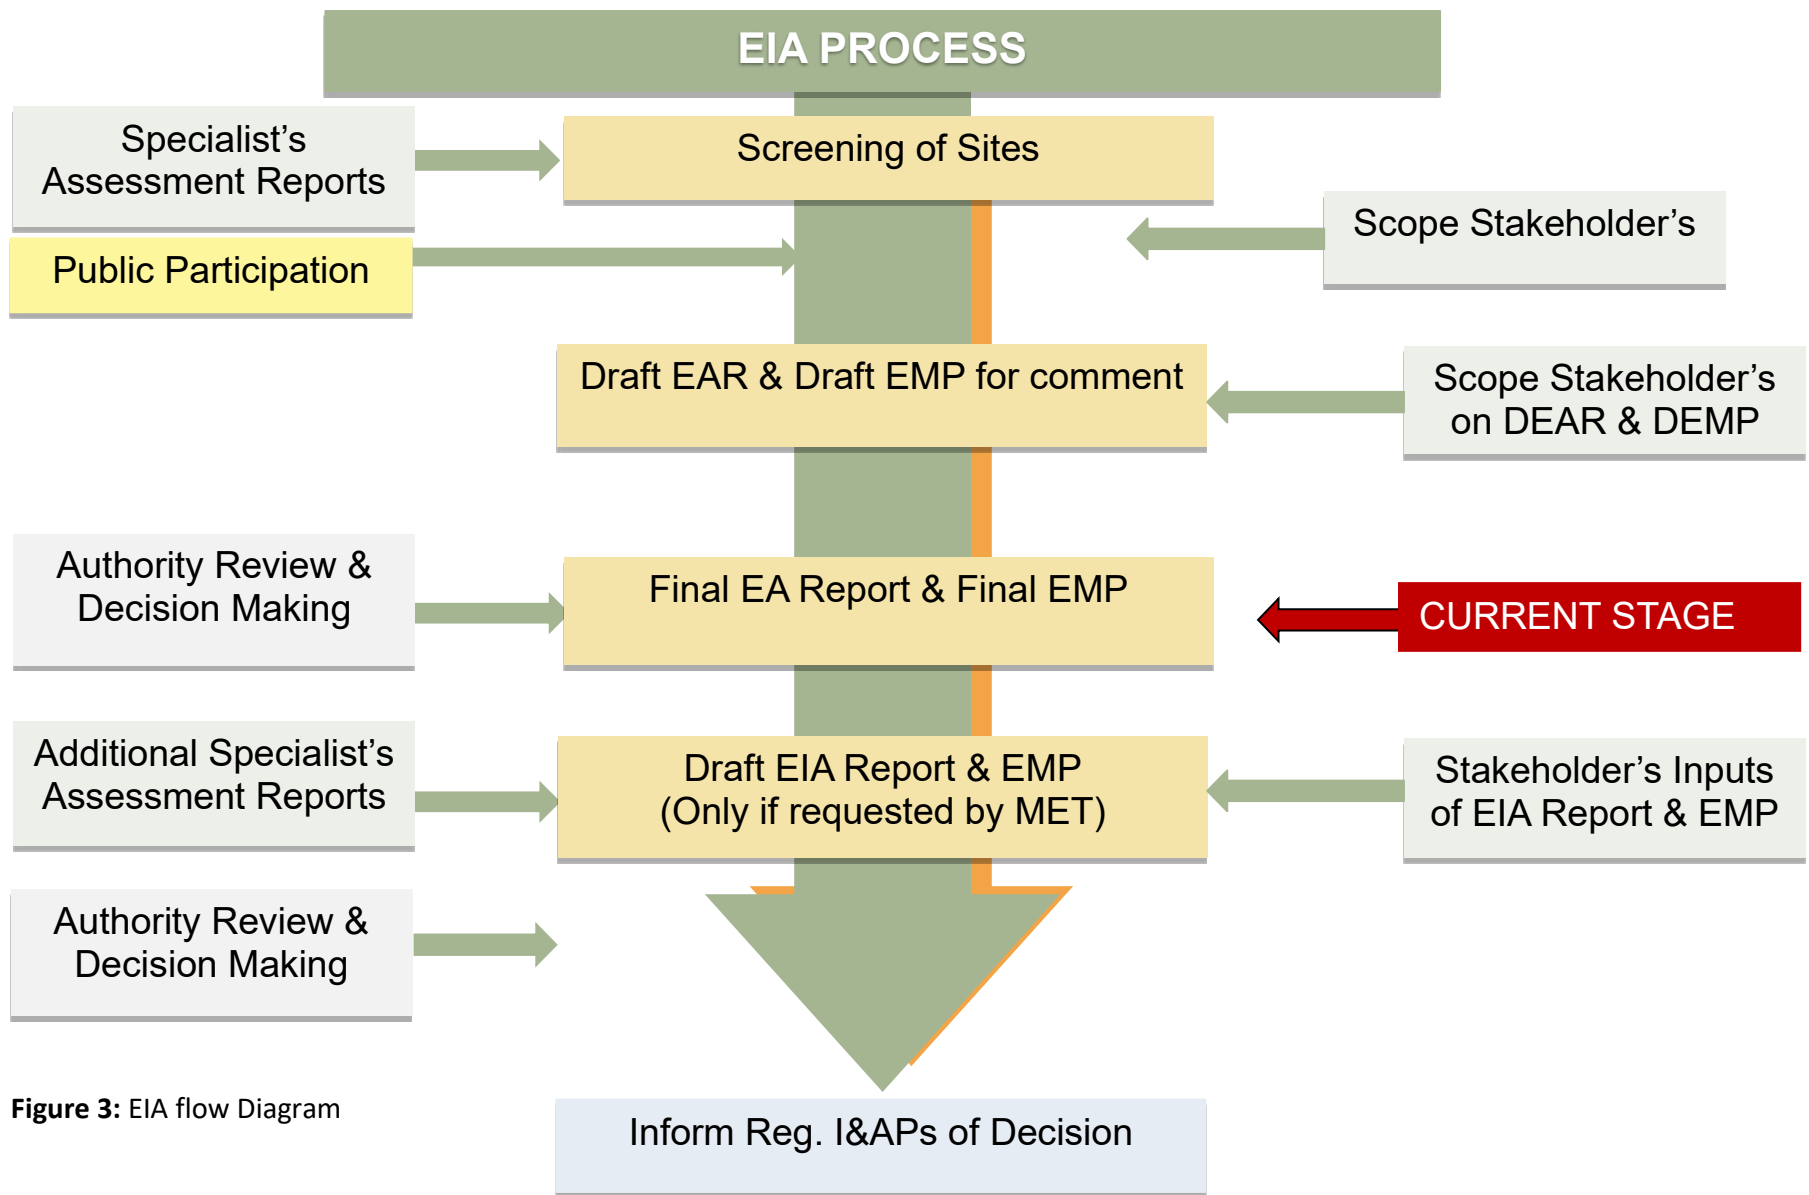 EIA PROCESS
Specialist’s
Assessment Reports
Screening of Sites
Scope Stakeholder’s
Public Participation
Draft EAR & Draft EMP for comment
Scope Stakeholder’s
on DEAR & DEMP
Authority Review &
Decision Making
Final EA Report & Final EMP
CURRENT STAGE
Additional Specialist’s
Assessment Reports
Draft EIA Report & EMP
(Only if requested by MET)
Stakeholder’s Inputs
of EIA Report & EMP
Authority Review &
Decision Making
Figure 3: EIA flow Diagram
Inform Reg. I&APs of Decision